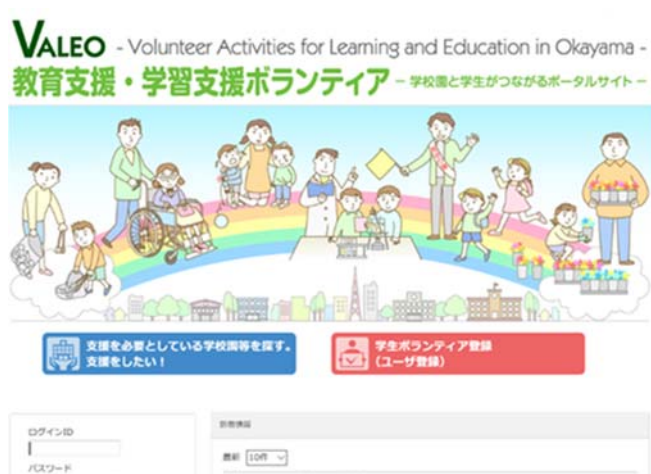 VALEO - Volunteer Activities for Learning and Education in Okayama -
教育支援・学習支援ボランティア － 学校園と学生がつながるポータルサイト －
支援を必要としている学校園等を探す。
支援をしたい！
学生ボランティア登録
（ユーザ登録）
ログインID
パスワード
新着情報
最新 10件